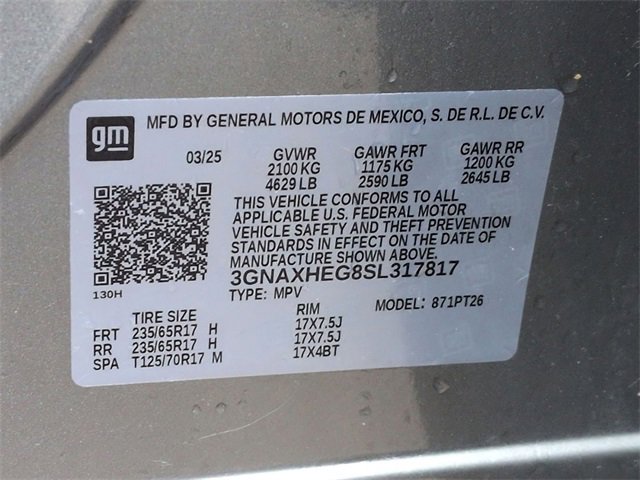 gm MFD BY GENERAL MOTORS DE MEXICO, S. DE R.L. DE C.V.
03/25 GVWR GAWR FRT GAWR RR
2100 KG 1175 KG 1200 KG
4629 LB 2590 LB 2645 LB
THIS VEHICLE CONFORMS TO ALL
APPLICABLE U.S. FEDERAL MOTOR
VEHICLE SAFETY AND THEFT PREVENTION
STANDARDS IN EFFECT ON THE DATE OF
MANUFACTURE SHOWN ABOVE.
3GNAXHEG8SL317817
130H TYPE: MPV MODEL: 871PT26
TIRE SIZE RIM
FRT 235/65R17 H 17X7.5J
RR 235/65R17 H 17X7.5J
SPA T125/70R17 M 17X4BT